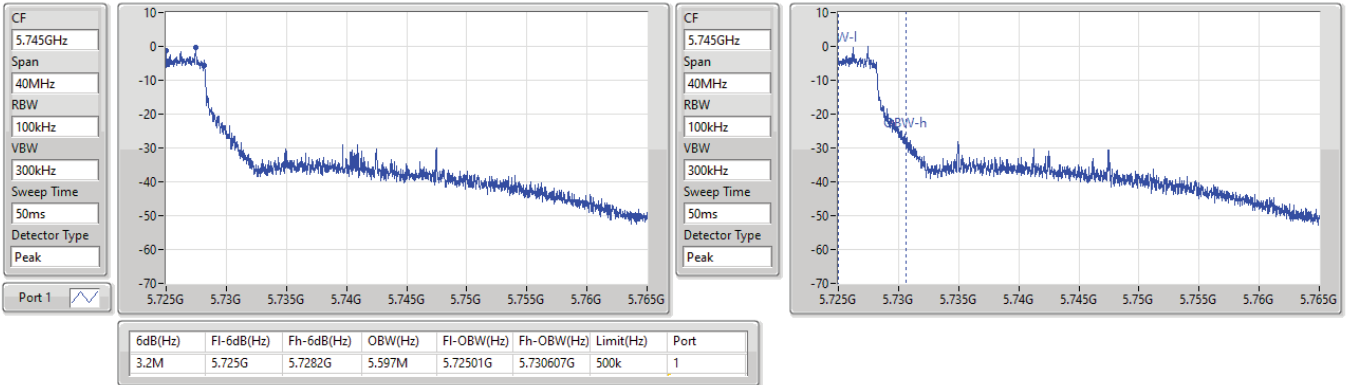 CF
5.745GHz
Span
40MHz
RBW
100kHz
VBW
300kHz
Sweep Time
50ms
Detector Type
Peak
Port 1
10
0
-10
-20
-30
-40
-50
-60
-70
5.725G 5.73G 5.735G 5.74G 5.745G 5.75G 5.755G 5.76G 5.765G
CF
5.745GHz
Span
40MHz
RBW
100kHz
VBW
300kHz
Sweep Time
50ms
Detector Type
Peak
10
0
-10
-20
-30
-40
-50
-60
-70
W-l
OBW-h
5.725G 5.73G 5.735G 5.74G 5.745G 5.75G 5.755G 5.76G 5.765G
6dB(Hz) Fl-6dB(Hz) Fh-6dB(Hz) OBW(Hz) Fl-OBW(Hz) Fh-OBW(Hz) Limit(Hz) Port
3.2M 5.725G 5.7282G 5.597M 5.72501G 5.730607G 500k 1